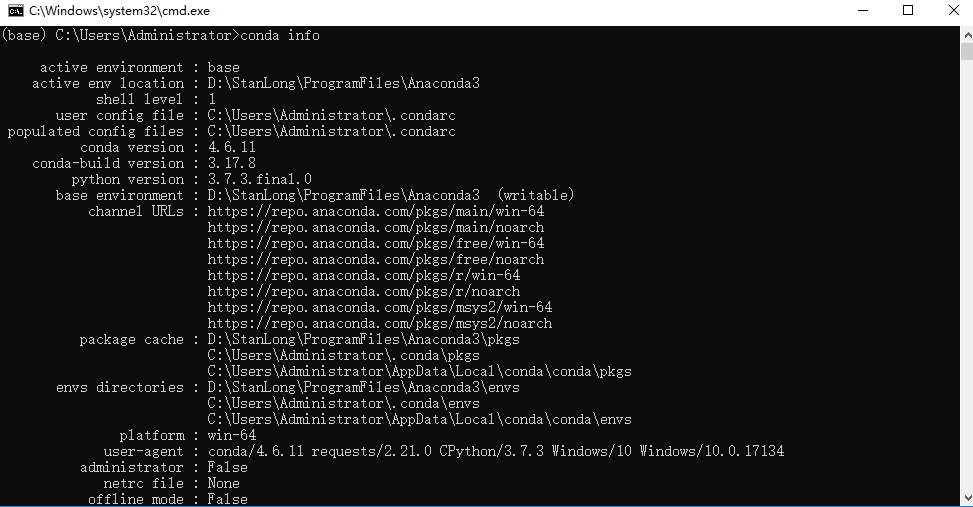 C:\Windows\system32\cmd.exe
(base) C:\Users\Administrator>conda info
active environment : base
active env location : D:\StanLong\ProgramFiles\Anaconda3
shell level : 1
user config file : C:\Users\Administrator\.condarc
populated config files : C:\Users\Administrator\.condarc
conda version : 4.6.11
conda-build version : 3.17.8
python version : 3.7.3.final.0
base environment : D:\StanLong\ProgramFiles\Anaconda3  (writable)
channel URLs : https://repo.anaconda.com/pkgs/main/win-64
https://repo.anaconda.com/pkgs/main/noarch
https://repo.anaconda.com/pkgs/free/win-64
https://repo.anaconda.com/pkgs/free/noarch
https://repo.anaconda.com/pkgs/r/win-64
https://repo.anaconda.com/pkgs/r/noarch
https://repo.anaconda.com/pkgs/msys2/win-64
https://repo.anaconda.com/pkgs/msys2/noarch
package cache : D:\StanLong\ProgramFiles\Anaconda3\pkgs
C:\Users\Administrator\.conda\pkgs
C:\Users\Administrator\AppData\Local\conda\conda\pkgs
envs directories : D:\StanLong\ProgramFiles\Anaconda3\envs
C:\Users\Administrator\.conda\envs
C:\Users\Administrator\AppData\Local\conda\conda\envs
platform : win-64
user-agent : conda/4.6.11 requests/2.21.0 CPython/3.7.3 Windows/10 Windows/10.0.17134
administrator : False
netrc file : None
offline mode : False